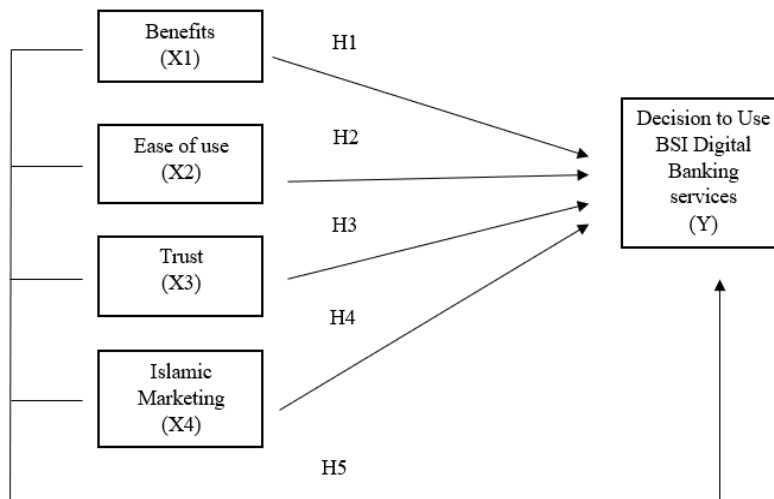 Benefits
(X1)
H1
Decision to Use
BSI Digital
Banking
services
(Y)
Ease of use
(X2)
H2
Trust
(X3)
H3
Islamic
Marketing
(X4)
H4
H5